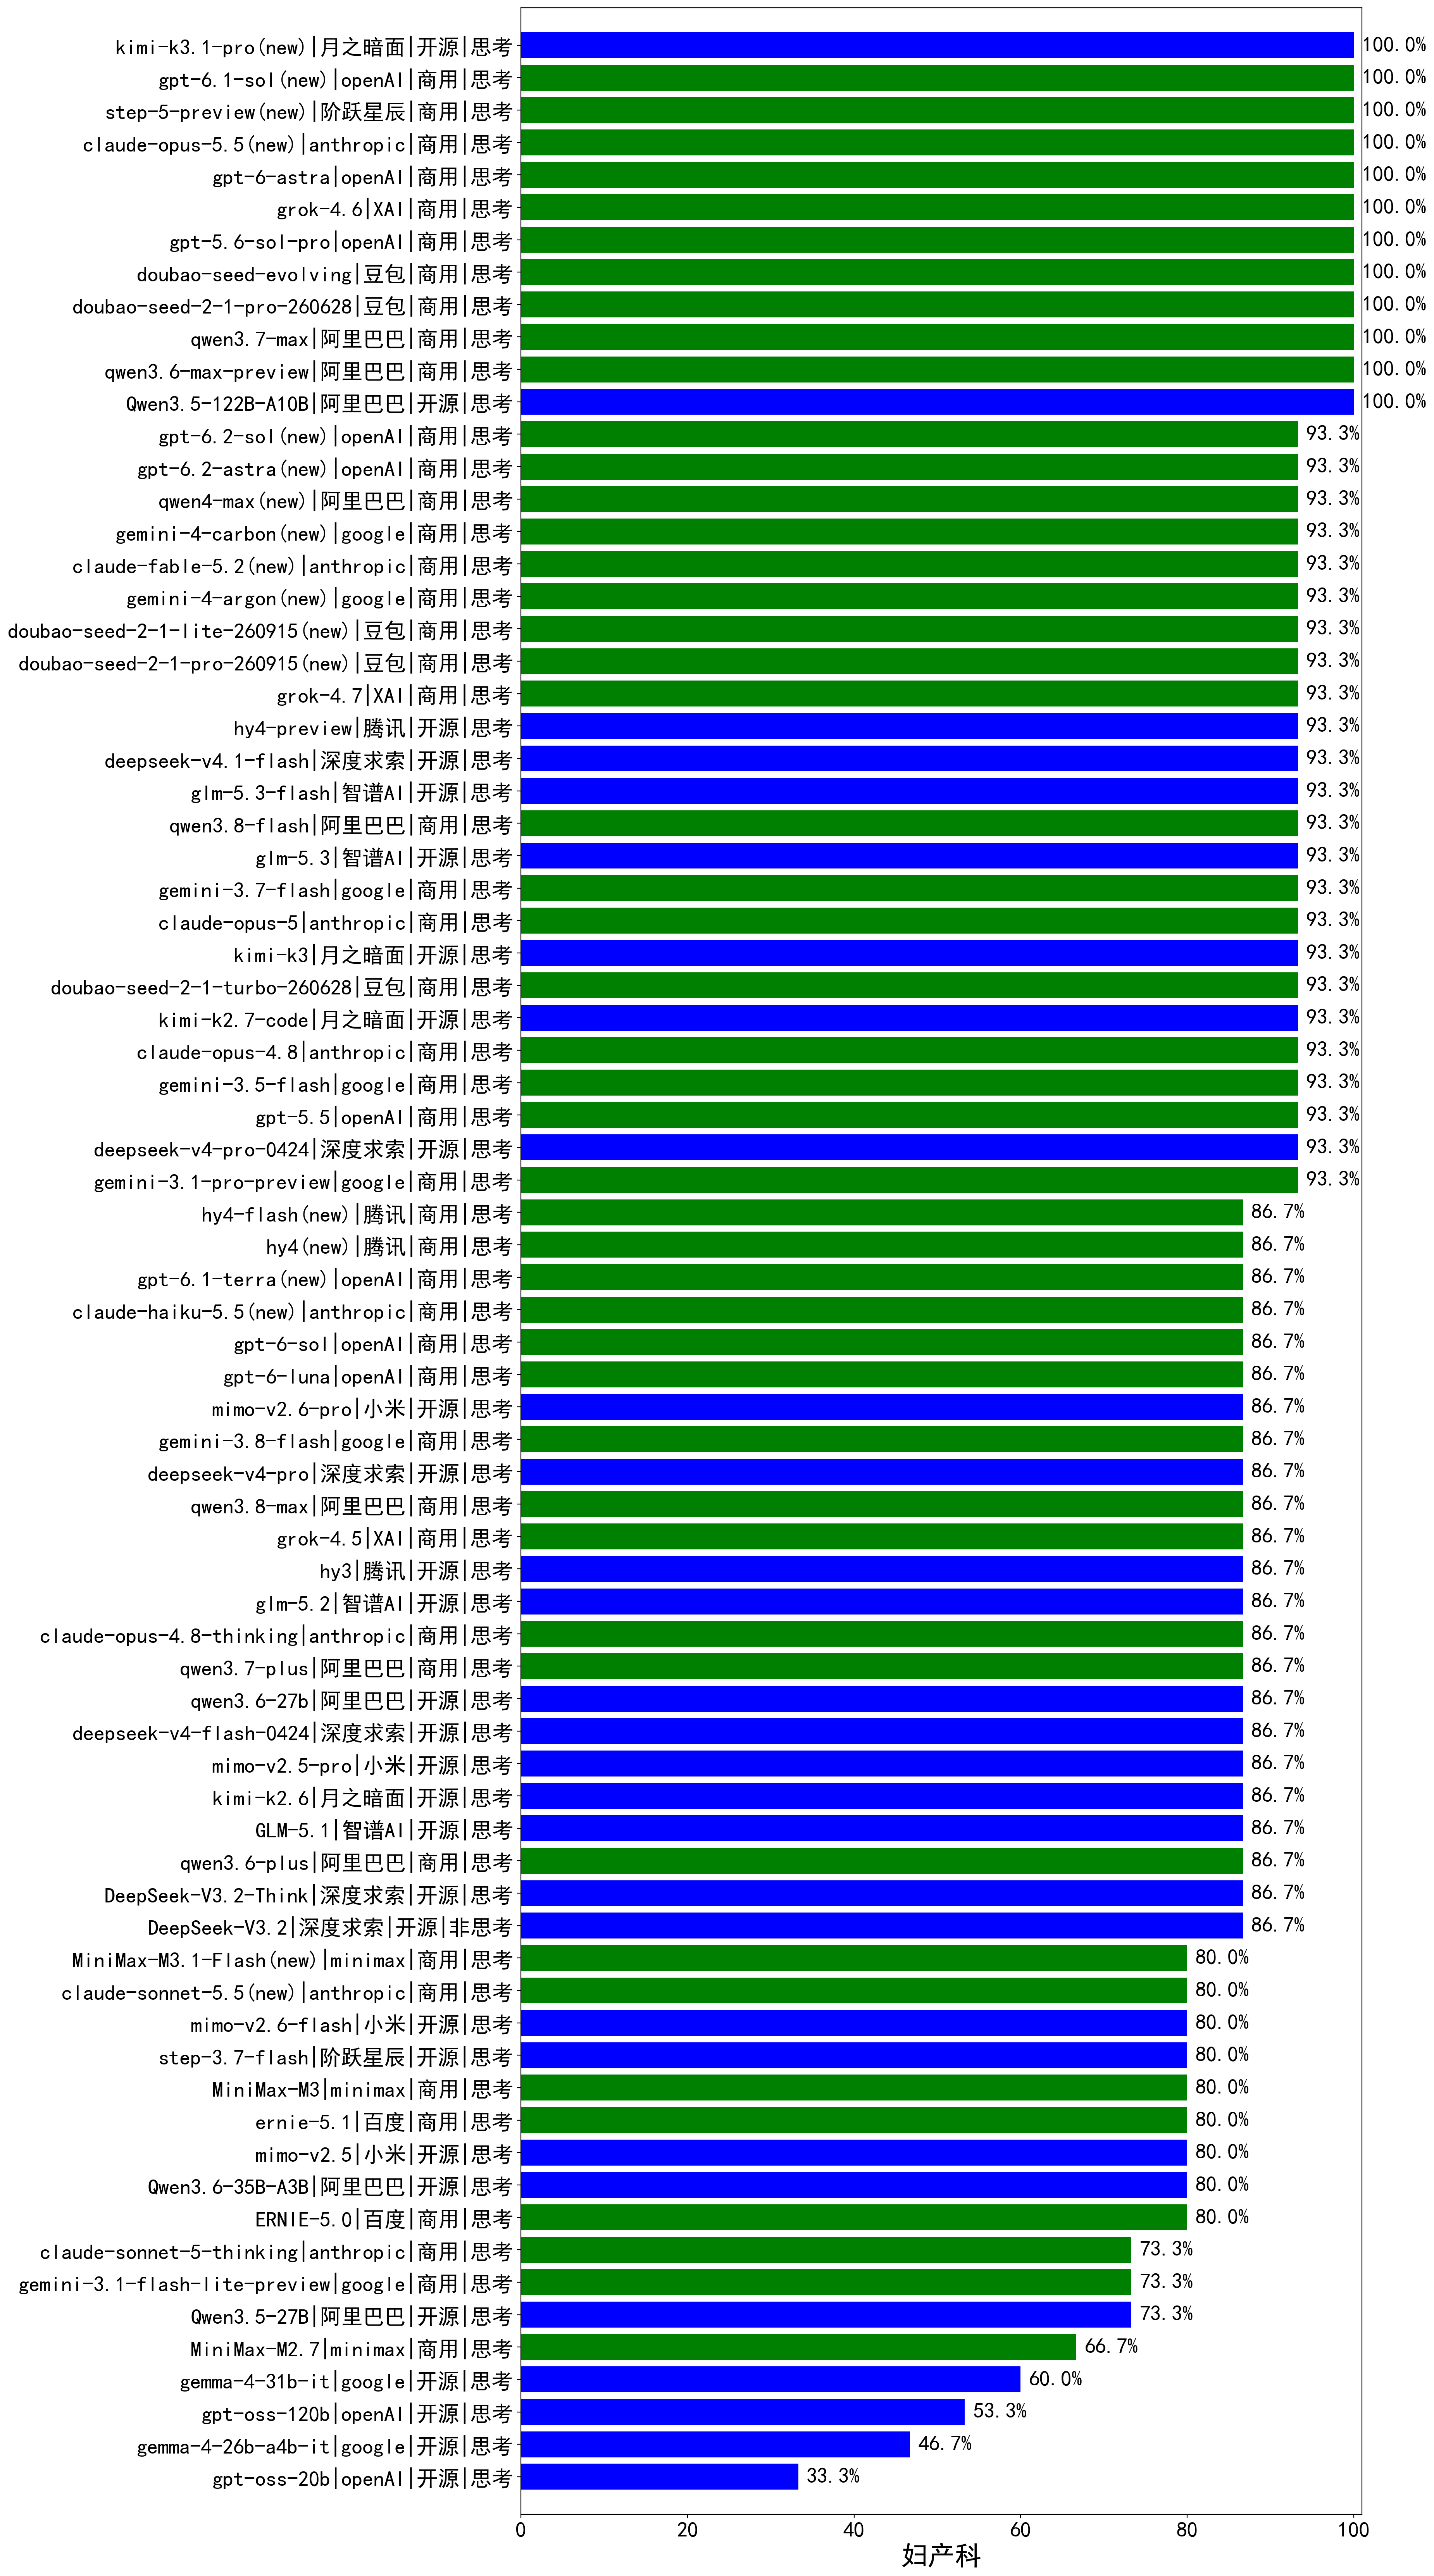 kimi-k3.1-pro(new)|月之暗面|开源|思考 100.0%
gpt-6.1-sol(new)|openAI|商用|思考 100.0%
step-5-preview(new)|阶跃星辰|商用|思考 100.0%
claude-opus-5.5(new)|anthropic|商用|思考 100.0%
gpt-6-astra|openAI|商用|思考 100.0%
grok-4.6|XAI|商用|思考 100.0%
gpt-5.6-sol-pro|openAI|商用|思考 100.0%
doubao-seed-evolving|豆包|商用|思考 100.0%
doubao-seed-2-1-pro-260628|豆包|商用|思考 100.0%
qwen3.7-max|阿里巴巴|商用|思考 100.0%
qwen3.6-max-preview|阿里巴巴|商用|思考 100.0%
Qwen3.5-122B-A10B|阿里巴巴|开源|思考 100.0%
gpt-6.2-sol(new)|openAI|商用|思考 93.3%
gpt-6.2-astra(new)|openAI|商用|思考 93.3%
qwen4-max(new)|阿里巴巴|商用|思考 93.3%
gemini-4-carbon(new)|google|商用|思考 93.3%
claude-fable-5.2(new)|anthropic|商用|思考 93.3%
gemini-4-argon(new)|google|商用|思考 93.3%
doubao-seed-2-1-lite-260915(new)|豆包|商用|思考 93.3%
doubao-seed-2-1-pro-260915(new)|豆包|商用|思考 93.3%
grok-4.7|XAI|商用|思考 93.3%
hy4-preview|腾讯|开源|思考 93.3%
deepseek-v4.1-flash|深度求索|开源|思考 93.3%
glm-5.3-flash|智谱AI|开源|思考 93.3%
qwen3.8-flash|阿里巴巴|商用|思考 93.3%
glm-5.3|智谱AI|开源|思考 93.3%
gemini-3.7-flash|google|商用|思考 93.3%
claude-opus-5|anthropic|商用|思考 93.3%
kimi-k3|月之暗面|开源|思考 93.3%
doubao-seed-2-1-turbo-260628|豆包|商用|思考 93.3%
kimi-k2.7-code|月之暗面|开源|思考 93.3%
claude-opus-4.8|anthropic|商用|思考 93.3%
gemini-3.5-flash|google|商用|思考 93.3%
gpt-5.5|openAI|商用|思考 93.3%
deepseek-v4-pro-0424|深度求索|开源|思考 93.3%
gemini-3.1-pro-preview|google|商用|思考 93.3%
hy4-flash(new)|腾讯|商用|思考 86.7%
hy4(new)|腾讯|商用|思考 86.7%
gpt-6.1-terra(new)|openAI|商用|思考 86.7%
claude-haiku-5.5(new)|anthropic|商用|思考 86.7%
gpt-6-sol|openAI|商用|思考 86.7%
gpt-6-luna|openAI|商用|思考 86.7%
mimo-v2.6-pro|小米|开源|思考 86.7%
gemini-3.8-flash|google|商用|思考 86.7%
deepseek-v4-pro|深度求索|开源|思考 86.7%
qwen3.8-max|阿里巴巴|商用|思考 86.7%
grok-4.5|XAI|商用|思考 86.7%
hy3|腾讯|开源|思考 86.7%
glm-5.2|智谱AI|开源|思考 86.7%
claude-opus-4.8-thinking|anthropic|商用|思考 86.7%
qwen3.7-plus|阿里巴巴|商用|思考 86.7%
qwen3.6-27b|阿里巴巴|开源|思考 86.7%
deepseek-v4-flash-0424|深度求索|开源|思考 86.7%
mimo-v2.5-pro|小米|开源|思考 86.7%
kimi-k2.6|月之暗面|开源|思考 86.7%
GLM-5.1|智谱AI|开源|思考 86.7%
qwen3.6-plus|阿里巴巴|商用|思考 86.7%
DeepSeek-V3.2-Think|深度求索|开源|思考 86.7%
DeepSeek-V3.2|深度求索|开源|非思考 86.7%
MiniMax-M3.1-Flash(new)|minimax|商用|思考 80.0%
claude-sonnet-5.5(new)|anthropic|商用|思考 80.0%
mimo-v2.6-flash|小米|开源|思考 80.0%
step-3.7-flash|阶跃星辰|开源|思考 80.0%
MiniMax-M3|minimax|商用|思考 80.0%
ernie-5.1|百度|商用|思考 80.0%
mimo-v2.5|小米|开源|思考 80.0%
Qwen3.6-35B-A3B|阿里巴巴|开源|思考 80.0%
ERNIE-5.0|百度|商用|思考 80.0%
claude-sonnet-5-thinking|anthropic|商用|思考 73.3%
gemini-3.1-flash-lite-preview|google|商用|思考 73.3%
Qwen3.5-27B|阿里巴巴|开源|思考 73.3%
MiniMax-M2.7|minimax|商用|思考 66.7%
gemma-4-31b-it|google|开源|思考 60.0%
gpt-oss-120b|openAI|开源|思考 53.3%
gemma-4-26b-a4b-it|google|开源|思考 46.7%
gpt-oss-20b|openAI|开源|思考 33.3%
0 20 40 60 80 100
妇产科